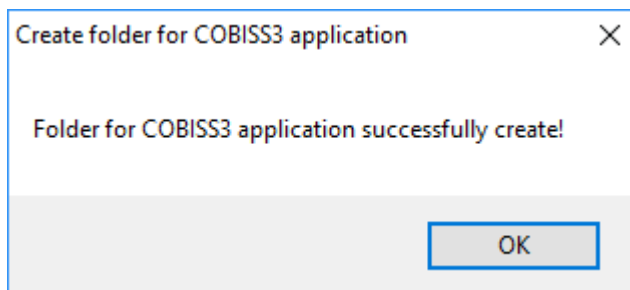 Create folder for COBISS3 application
Folder for COBISS3 application successfully create!
OK